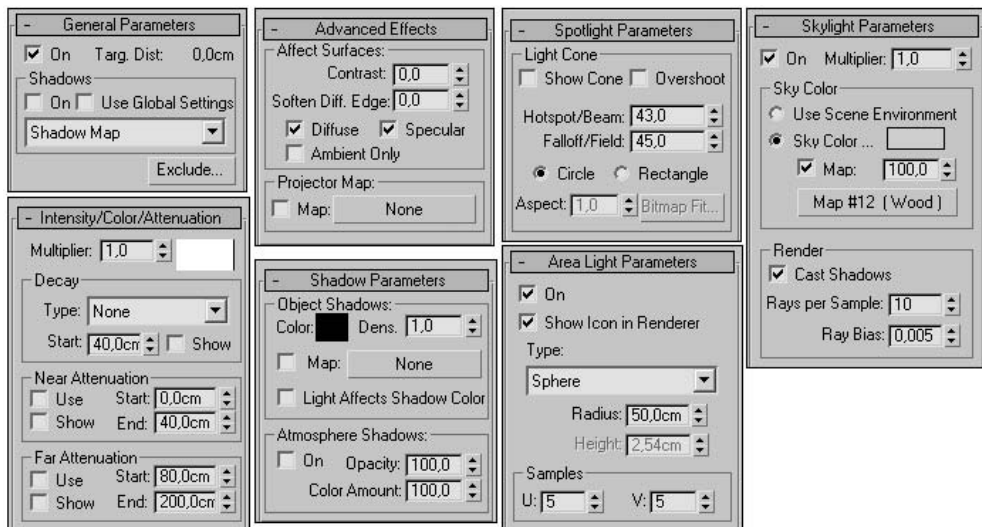 - General Parameters
On Targ. Dist: 0,0cm
Shadows
On Use Global Settings
Shadow Map
Exclude...
- Intensity/Color/Attenuation
Multiplier: 1,0
Decay
Type: None
Start: 40,0cm Show
Near Attenuation
Use Start: 0,0cm
Show End: 40,0cm
Far Attenuation
Use Start: 80,0cm
Show End: 200,0cm
- Advanced Effects
Affect Surfaces:
Contrast: 0,0
Soften Diff. Edge: 0,0
Diffuse Specular
Ambient Only
Projector Map:
Map: None
- Shadow Parameters
Object Shadows:
Color: Dens. 1,0
Map: None
Light Affects Shadow Color
Atmosphere Shadows:
On Opacity: 100,0
Color Amount: 100,0
- Spotlight Parameters
Light Cone
Show Cone Overshoot
Hotspot/Beam: 43,0
Falloff/Field: 45,0
Circle Rectangle
Aspect: 1,0 Bitmap Fit...
- Area Light Parameters
On
Show Icon in Renderer
Type:
Sphere
Radius: 50,0cm
Height: 2,54cm
Samples
U: 5 V: 5
- Skylight Parameters
On Multiplier: 1,0
Sky Color
Use Scene Environment
Sky Color ...
Map: 100,0
Map #12 ( Wood )
Render
Cast Shadows
Rays per Sample: 10
Ray Bias: 0,005